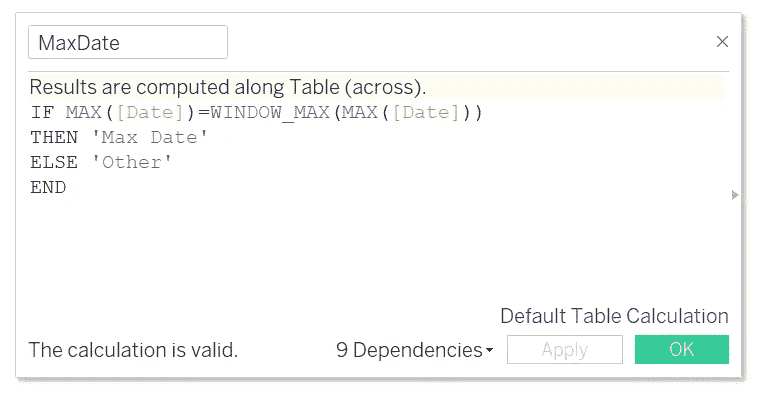 MaxDate
Results are computed along Table (across).
IF MAX([Date])=WINDOW_MAX(MAX([Date]))
THEN 'Max Date'
ELSE 'Other'
END
Default Table Calculation
The calculation is valid. 9 Dependencies Apply OK